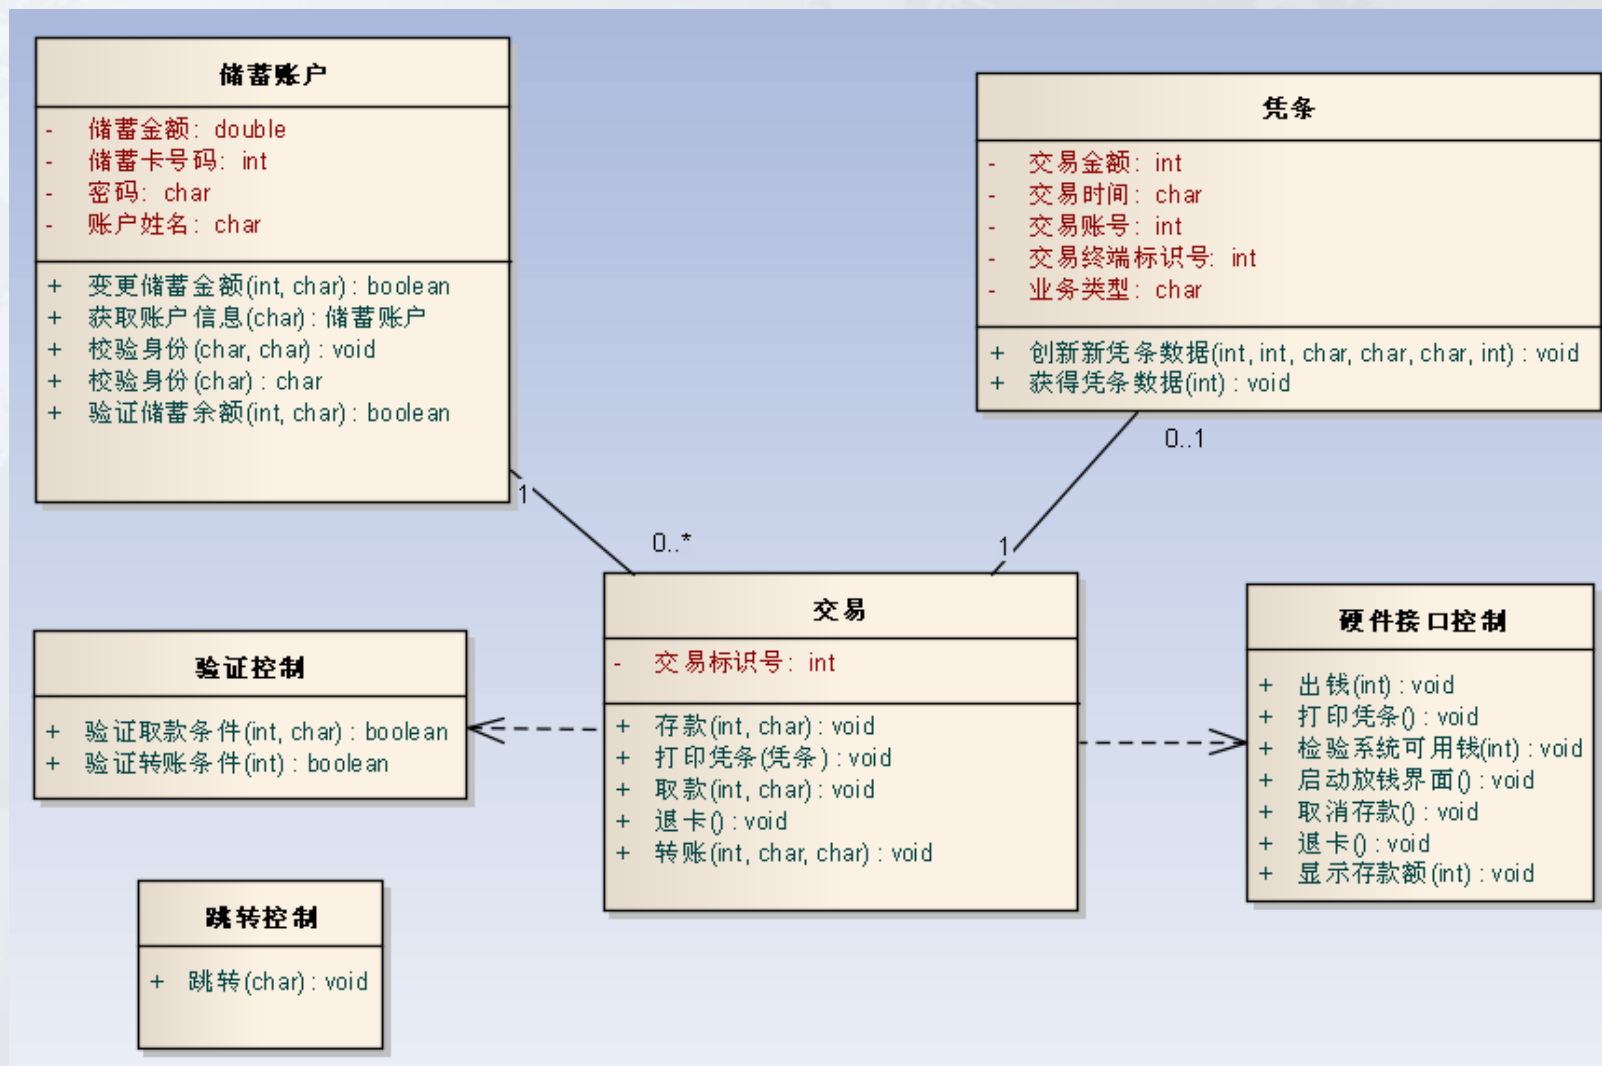 储蓄账户
- 储蓄金额: double
- 储蓄卡号码: int
- 密码: char
- 账户姓名: char
+ 变更储蓄金额(int, char) : boolean
+ 获取账户信息(char) : 储蓄账户
+ 校验身份(char, char) : void
+ 校验身份(char) : char
+ 验证储蓄余额(int, char) : boolean
凭条
- 交易金额: int
- 交易时间: char
- 交易账号: int
- 交易终端标识号: int
- 业务类型: char
+ 创新新凭条数据(int, int, char, char, char, int) : void
+ 获得凭条数据(int) : void
0..1
1
0..*
1
交易
- 交易标识号: int
+ 存款(int, char) : void
+ 打印凭条(凭条) : void
+ 取款(int, char) : void
+ 退卡() : void
+ 转账(int, char, char) : void
硬件接口控制
+ 出钱(int) : void
+ 打印凭条() : void
+ 检验系统可用钱(int) : void
+ 启动放钱界面() : void
+ 取消存款() : void
+ 退卡() : void
+ 显示存款额(int) : void
验证控制
+ 验证取款条件(int, char) : boolean
+ 验证转账条件(int) : boolean
跳转控制
+ 跳转(char) : void